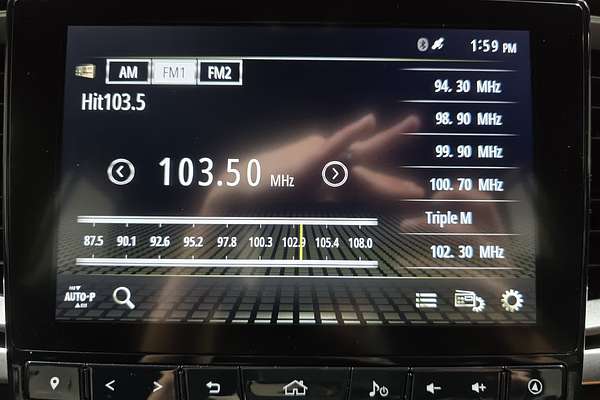 1:59 PM
AM FM1 FM2
Hit103.5
103.50 MHz
94.30 MHz
98.90 MHz
99.90 MHz
100.70 MHz
Triple M
102.30 MHz
87.5 90.1 92.6 95.2 97.8 100.3 102.9 105.4 108.0
AUTO-P